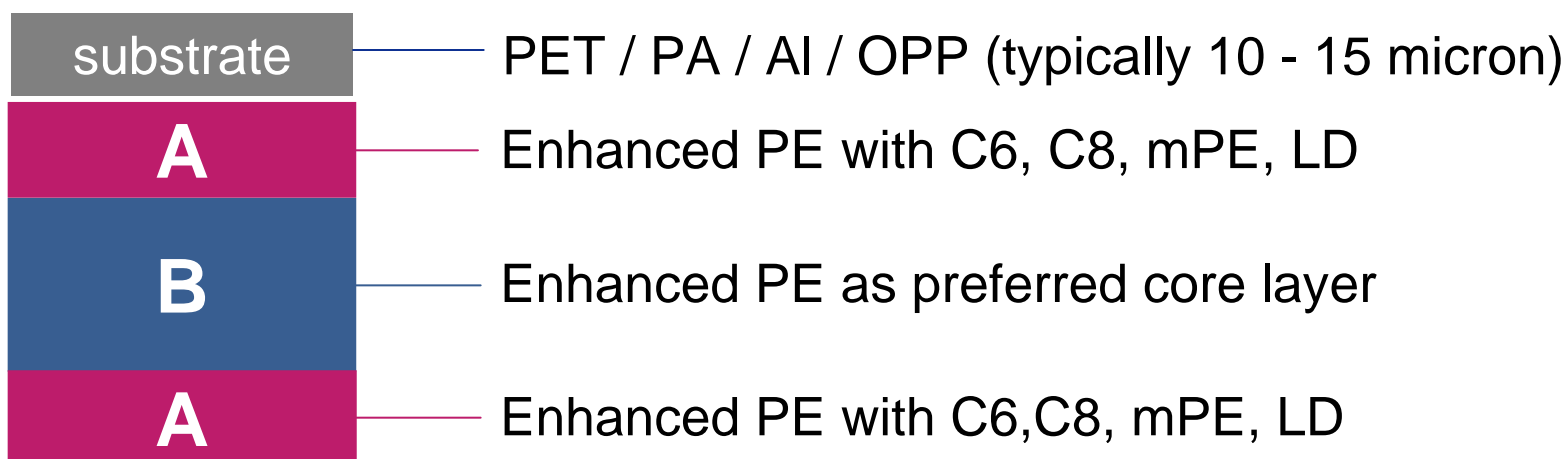 substrate PET / PA / AI / OPP (typically 10 - 15 micron)
A Enhanced PE with C6, C8, mPE, LD
B Enhanced PE as preferred core layer
A Enhanced PE with C6,C8, mPE, LD